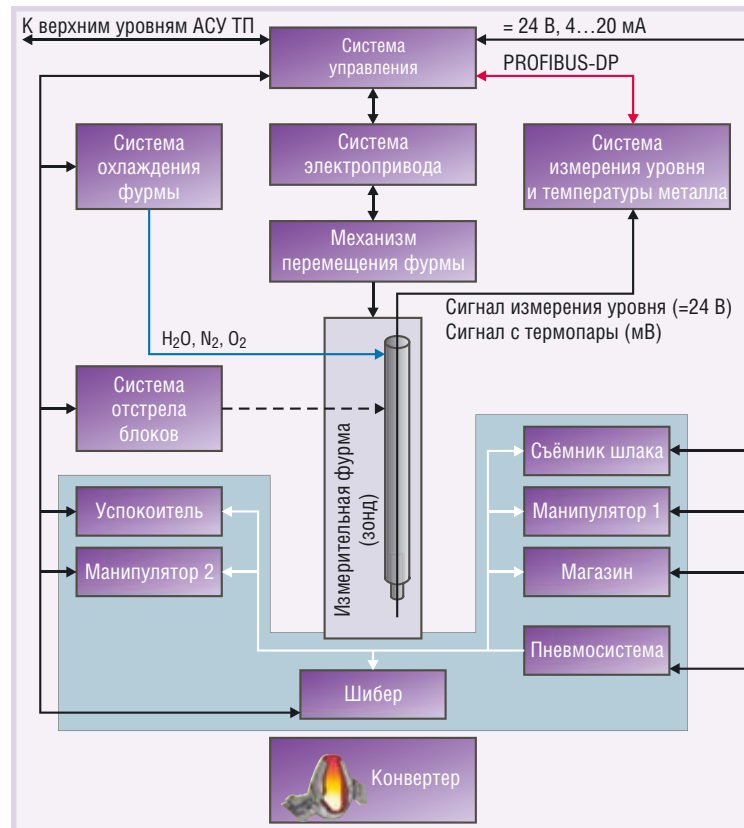 К верхним уровням АСУ ТП
= 24 В, 4…20 мА
Система
управления
PROFIBUS-DP
Система
охлаждения
фурмы
Система
электропривода
Система
измерения уровня
и температуры металла
Механизм
перемещения фурмы
Сигнал измерения уровня (=24 В)
Сигнал с термопары (мВ)
H₂O, N₂, O₂
Система
отстрела
блоков
Измерительная фурма
(зонд)
Съёмник шлака
Успокоитель
Манипулятор 1
Манипулятор 2
Магазин
Пневмосистема
Шибер
Конвертер